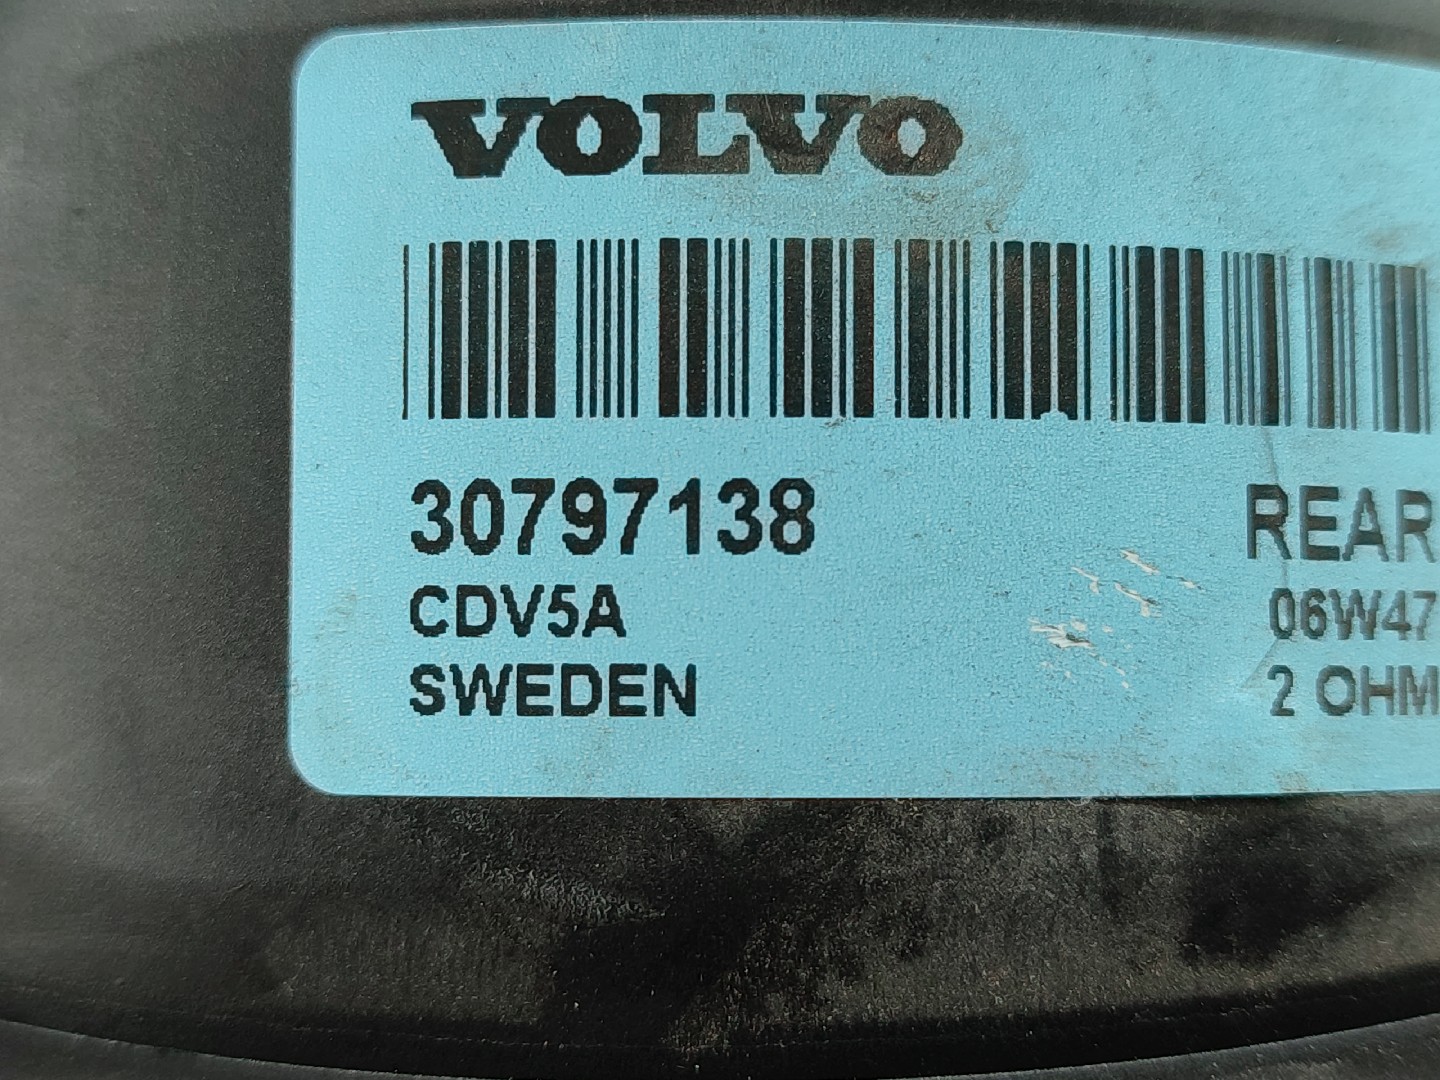 VOLVO
30797138 REAR
CDV5A 06W47
SWEDEN 2 OHM